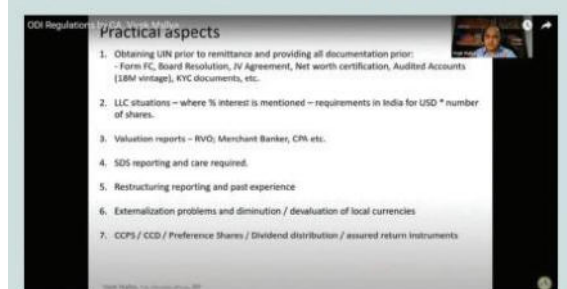 ODI Regulations by CA. Vivek Mallya
Practical aspects
1. Obtaining UIN prior to remittance and providing all documentation prior:
- Form FC, Board Resolution, JV Agreement, Net worth certification, Audited Accounts
(18M vintage), KYC documents, etc.
2. LLC situations – where % interest is mentioned – requirements in India for USD * number
of shares.
3. Valuation reports – RVO; Merchant Banker, CPA etc.
4. SDS reporting and care required.
5. Restructuring reporting and past experience
6. Externalization problems and diminution / devaluation of local currencies
7. CCPS / CCD / Preference Shares / Dividend distribution / assured return instruments